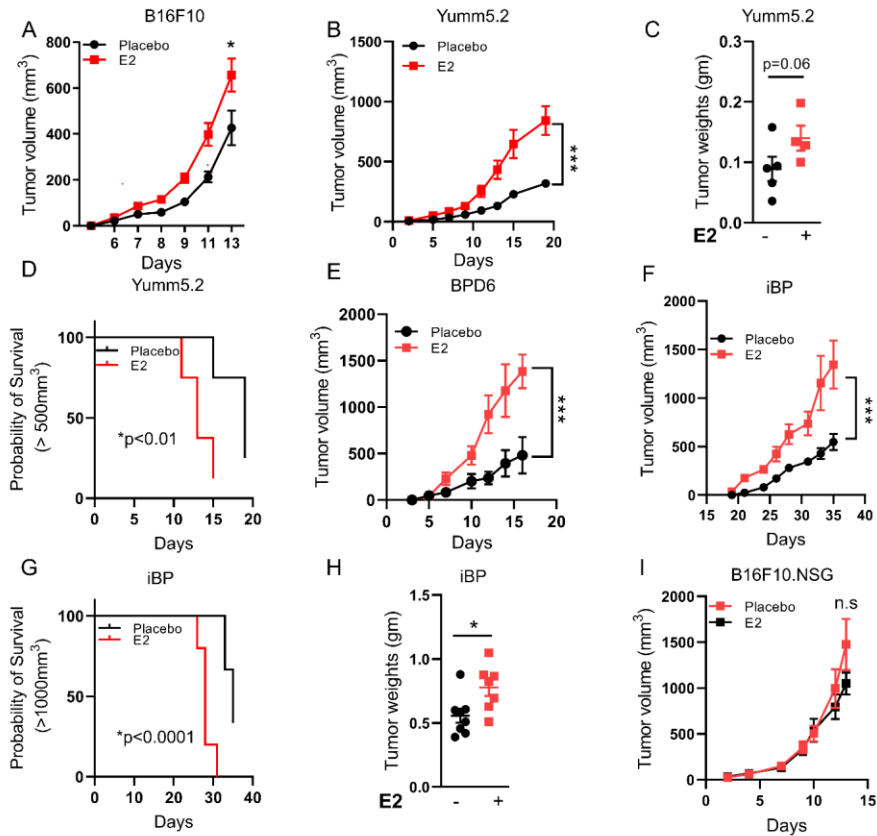 A
B16F10
Placebo
E2
*
Tumor volume (mm³)
800
600
400
200
0
6 7 8 9 11 13
Days
B
Yumm5.2
Placebo
E2
***
Tumor volume (mm³)
1500
1000
500
0
0 5 10 15 20
Days
C
Yumm5.2
p=0.06
Tumor weights (gm)
0.3
0.2
0.1
0.0
E2 - +
D
Yumm5.2
Placebo
E2
*p<0.01
Probability of Survival
(> 500mm³)
100
50
0
0 5 10 15 20
Days
E
BPD6
Placebo
E2
***
Tumor volume (mm³)
2000
1500
1000
500
0
0 5 10 15 20
Days
F
iBP
Placebo
E2
***
Tumor volume (mm³)
2000
1500
1000
500
0
15 20 25 30 35 40
Days
G
iBP
Placebo
E2
*p<0.0001
Probability of Survival
(>1000mm³)
100
50
0
0 10 20 30 40
Days
H
iBP
*
Tumor weights (gm)
1.5
1.0
0.5
0.0
E2 - +
I
B16F10.NSG
Placebo
E2
n.s
Tumor volume (mm³)
2000
1500
1000
500
0
0 5 10 15
Days